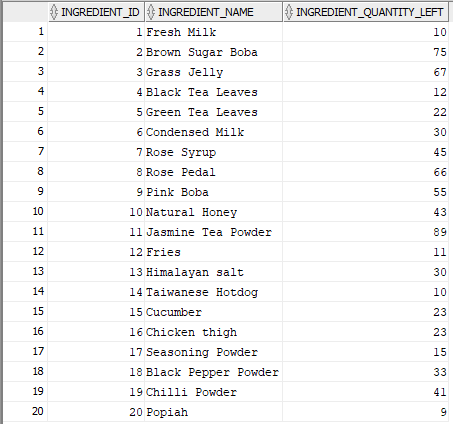 INGREDIENT_ID INGREDIENT_NAME INGREDIENT_QUANTITY_LEFT
1 1 Fresh Milk 10
2 2 Brown Sugar Boba 75
3 3 Grass Jelly 67
4 4 Black Tea Leaves 12
5 5 Green Tea Leaves 22
6 6 Condensed Milk 30
7 7 Rose Syrup 45
8 8 Rose Pedal 66
9 9 Pink Boba 55
10 10 Natural Honey 43
11 11 Jasmine Tea Powder 89
12 12 Fries 11
13 13 Himalayan salt 30
14 14 Taiwanese Hotdog 10
15 15 Cucumber 23
16 16 Chicken thigh 23
17 17 Seasoning Powder 15
18 18 Black Pepper Powder 33
19 19 Chilli Powder 41
20 20 Popiah 9